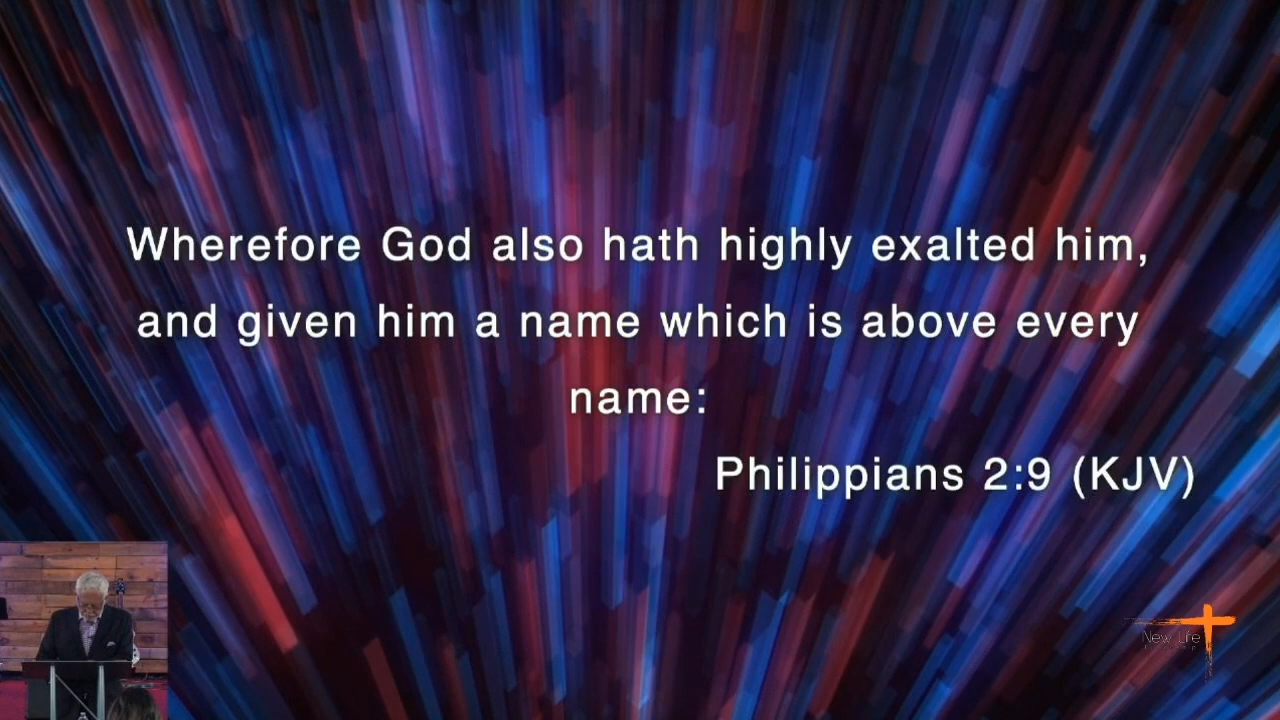 Wherefore God also hath highly exalted him,
and given him a name which is above every
name:
Philippians 2:9 (KJV)
New Life